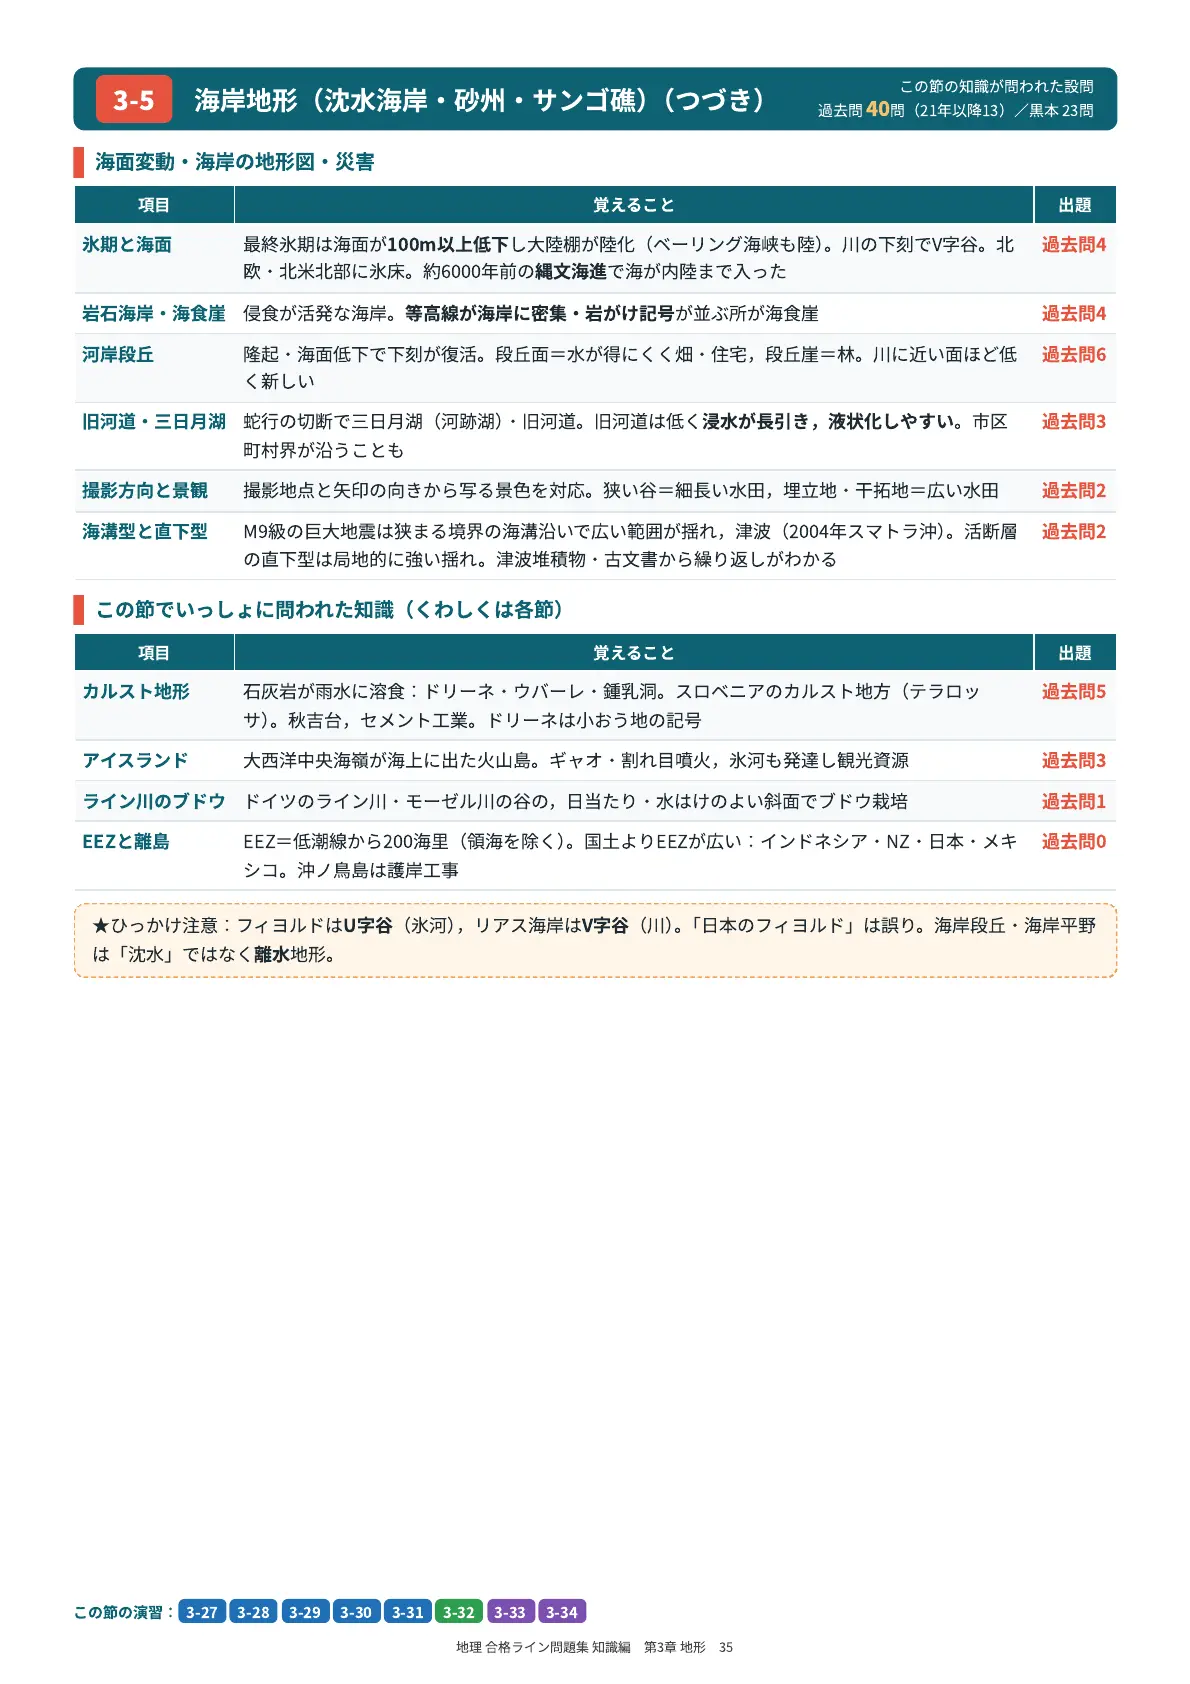 3-5 海岸地形（沈水海岸・砂州・サンゴ礁）（つづき）
この節の知識が問われた設問
過去問 40問（21年以降13）／黒本 23問
海面変動・海岸の地形図・災害
項目 覚えること 出題
氷期と海面 最終氷期は海面が100m以上低下し大陸棚が陸化（ベーリング海峡も陸）。川の下刻でV字谷。北 過去問4
欧・北米北部に氷床。約6000年前の縄文海進で海が内陸まで入った
岩石海岸・海食崖 侵食が活発な海岸。等高線が海岸に密集・岩がけ記号が並ぶ所が海食崖 過去問4
河岸段丘 隆起・海面低下で下刻が復活。段丘面＝水が得にくく畑・住宅，段丘崖＝林。川に近い面ほど低 過去問6
く新しい
旧河道・三日月湖 蛇行の切断で三日月湖（河跡湖）・旧河道。旧河道は低く浸水が長引き，液状化しやすい。市区 過去問3
町村界が沿うことも
撮影方向と景観 撮影地点と矢印の向きから写る景色を対応。狭い谷＝細長い水田，埋立地・干拓地＝広い水田 過去問2
海溝型と直下型 M9級の巨大地震は狭まる境界の海溝沿いで広い範囲が揺れ，津波（2004年スマトラ沖）。活断層 過去問2
の直下型は局地的に強い揺れ。津波堆積物・古文書から繰り返しがわかる
この節でいっしょに問われた知識（くわしくは各節）
項目 覚えること 出題
カルスト地形 石灰岩が雨水に溶食：ドリーネ・ウバーレ・鍾乳洞。スロベニアのカルスト地方（テラロッ 過去問5
サ）。秋吉台，セメント工業。ドリーネは小おう地の記号
アイスランド 大西洋中央海嶺が海上に出た火山島。ギャオ・割れ目噴火，氷河も発達し観光資源 過去問3
ライン川のブドウ ドイツのライン川・モーゼル川の谷の，日当たり・水はけのよい斜面でブドウ栽培 過去問1
EEZと離島 EEZ＝低潮線から200海里（領海を除く）。国土よりEEZが広い：インドネシア・NZ・日本・メキ 過去問0
シコ。沖ノ鳥島は護岸工事
★ひっかけ注意：フィヨルドはU字谷（氷河），リアス海岸はV字谷（川）。「日本のフィヨルド」は誤り。海岸段丘・海岸平野
は「沈水」ではなく離水地形。
この節の演習： 3-27 3-28 3-29 3-30 3-31 3-32 3-33 3-34
地理 合格ライン問題集 知識編 第3章 地形 35